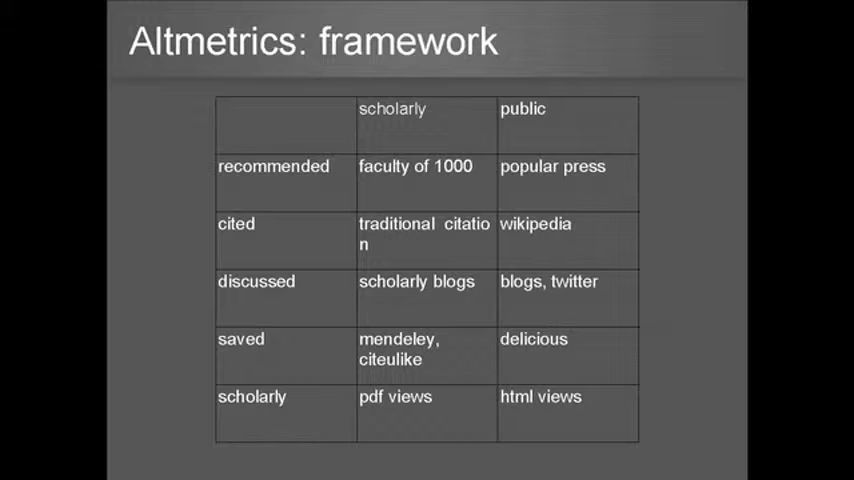 Altmetrics: framework
scholarly public
recommended faculty of 1000 popular press
cited traditional citatio wikipedia
n
discussed scholarly blogs blogs, twitter
saved mendeley, delicious
citeulike
scholarly pdf views html views